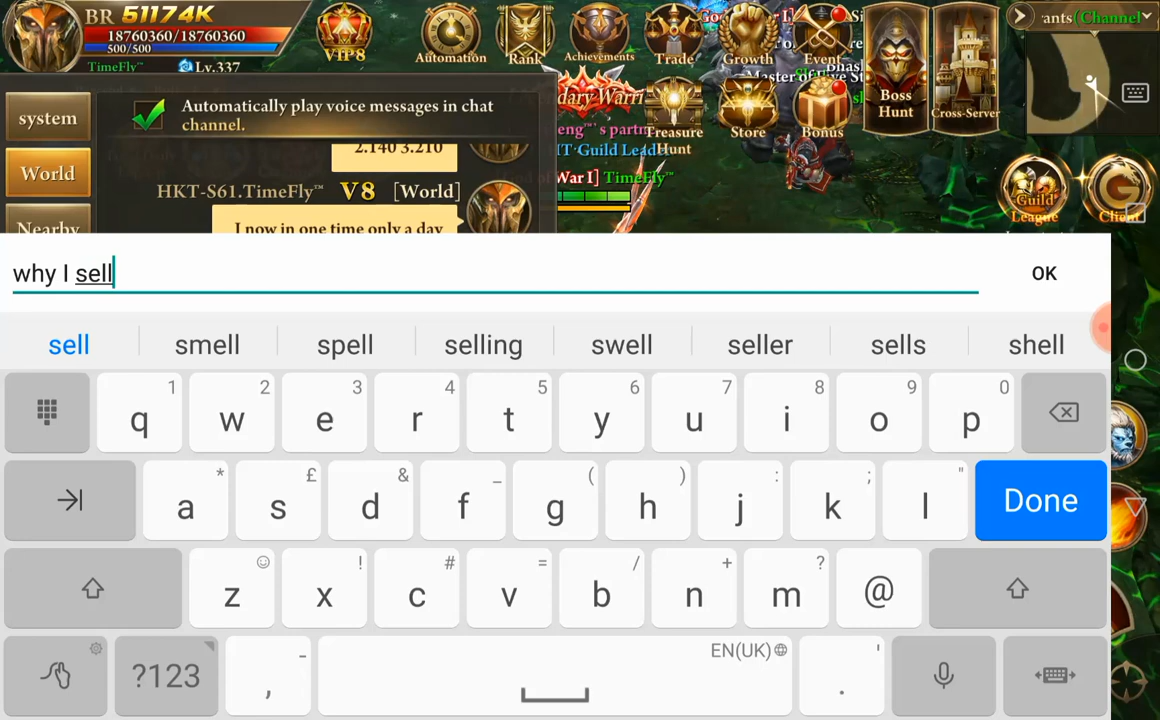 BR 51174K
18760360/18760360
500/500
TimeFly™ Lv.337
VIP8
Automation
Rank
Achievements
Trade
Growth
Event
Boss Hunt
Cross-Server
ants(Channel
Treasure Hunt
Store
Bonus
Guild League
system
World
Nearby
Automatically play voice messages in chat
channel.
2.140 3.210
HKT-S61.TimeFly™ V8 [World]
I now in one time only a day
War I] TimeFly™
why I sell
OK
sell smell spell selling swell seller sells shell
1 2 3 4 5 6 7 8 9 0
q w e r t y u i o p
* £ & _ ( ) : ; "
a s d f g h j k l Done
! # = / + ?
z x c v b n m @
EN(UK)
?123 , - . '